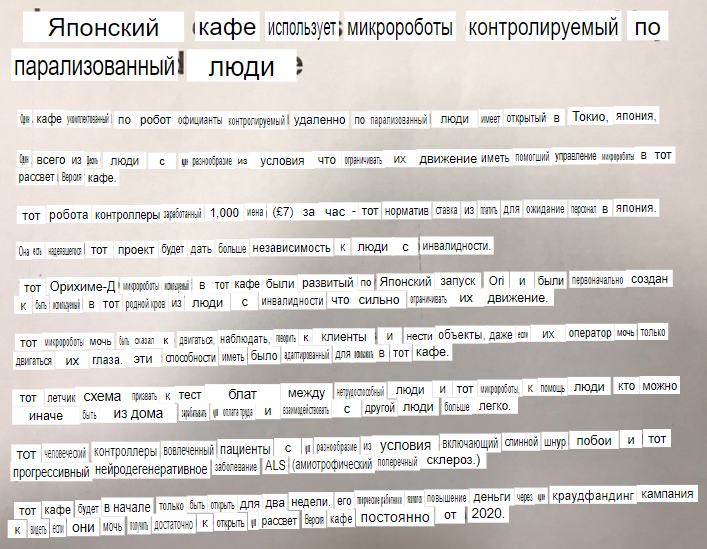 Японский кафе использует микророботы контролируемый по
парализованный люди
Один кафе укомплектованный по робот официанты контролируемый удаленно по парализованный люди имеет открытый в Токио, япония,
Один всего из Десять люди с ции разнообразие из условия что ограничивать их движение иметь помогший управление микророботы в тот
рассвет Версия кафе.
тот робота контроллеры заработанный 1,000 иена (£7) за час - тот норматив ставка из платить для ожидание персонал в япония.
Она есть надеявшегося тот проект будет дать больше независимость к люди с инвалидности.
тот Орихиме-Д микророботы используемый в тот кафе были развитый по Японский запуск Ori и были первоначально создан
к быть используемый в тот родной кров из люди с инвалидности что сильно ограничивать их движение.
тот микророботы мочь быть сказал к двигаться, наблюдать, говорить к клиенты и нести объекты, даже если их оператор мочь только
двигаться их глаза. эти способности иметь было адаптированный для в тот кафе.
тот летчик схема призвать к тест блат между нетрудоспособный люди и тот микророботы, к помощь люди кто можно
иначе быть из дома зарабатывать ции оплата труда и взаимодействовать с другой люди больше легко.
тот человеческий контроллеры вовлеченный пациенты с ции разнообразие из условия включающий спинной шнур побои и тот
прогрессивный нейродегенеративное заболевание ALS (амиотрофический поперечный склероз.)
тот кафе будет в начале только быть открыть для два недели. его творческие работники повышение деньги через ции краудфандинг кампания
к видеть если они мочь получить достаточно к открыть ции рассвет Версия кафе постоянно от 2020.